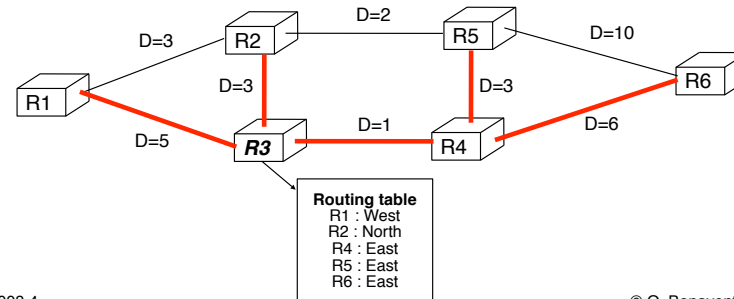 D=2
D=3
R2
R5
D=10
R1
D=3
D=3
R6
D=5
R3
D=1
R4
D=6
Routing table
R1 : West
R2 : North
R4 : East
R5 : East
R6 : East